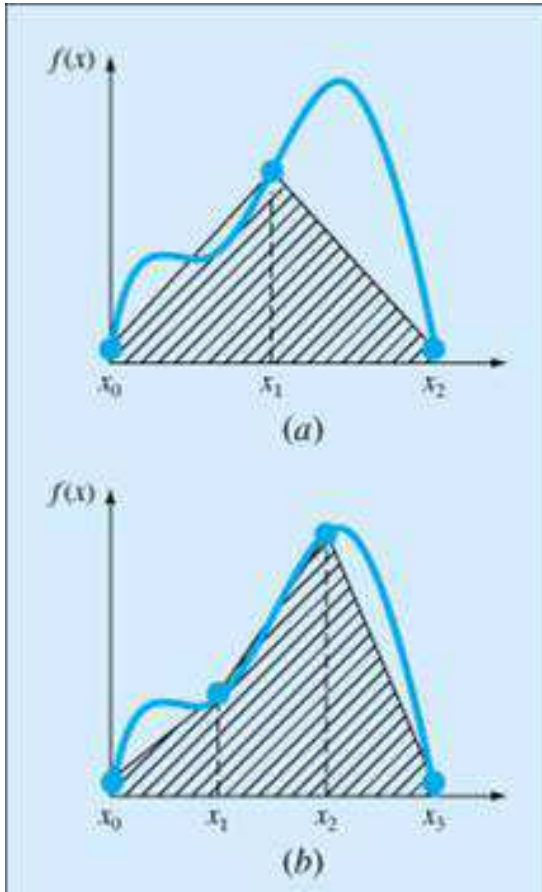 f(x)
x₀ x₁ x₂
(a)
f(x)
x₀ x₁ x₂ x₃
(b)